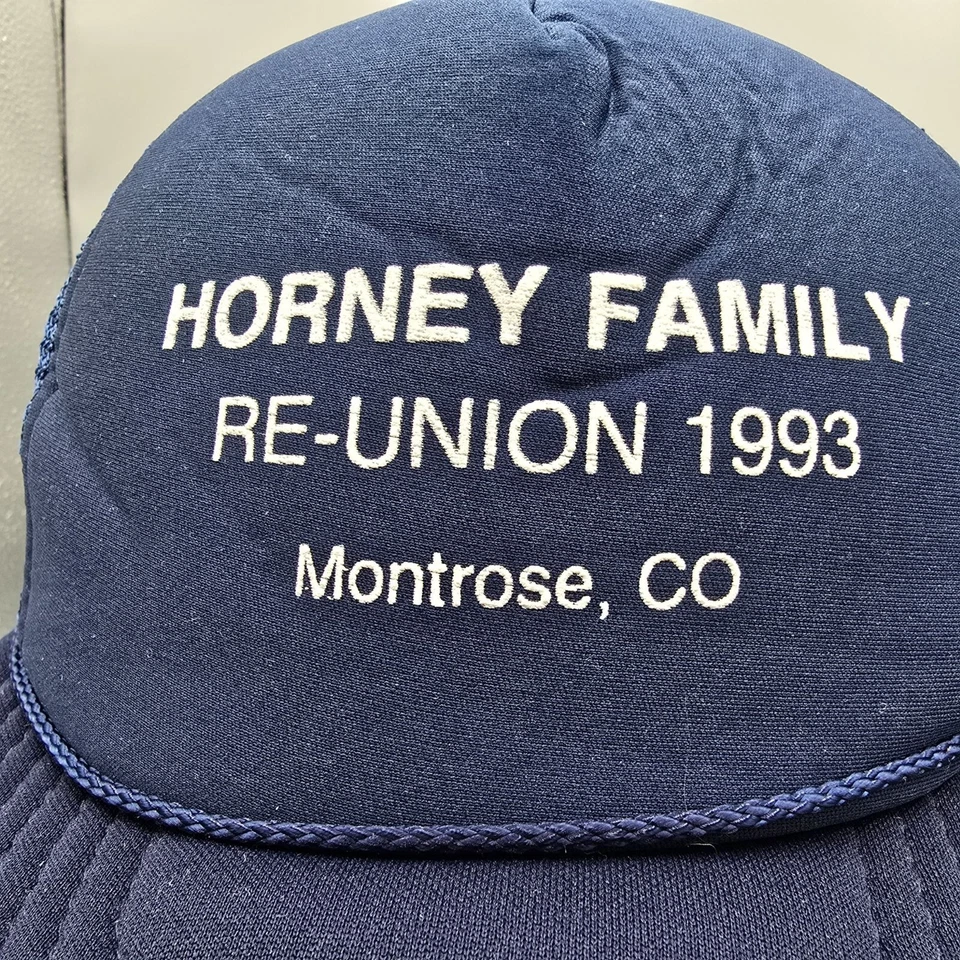 HORNEY FAMILY
RE-UNION 1993
Montrose, CO